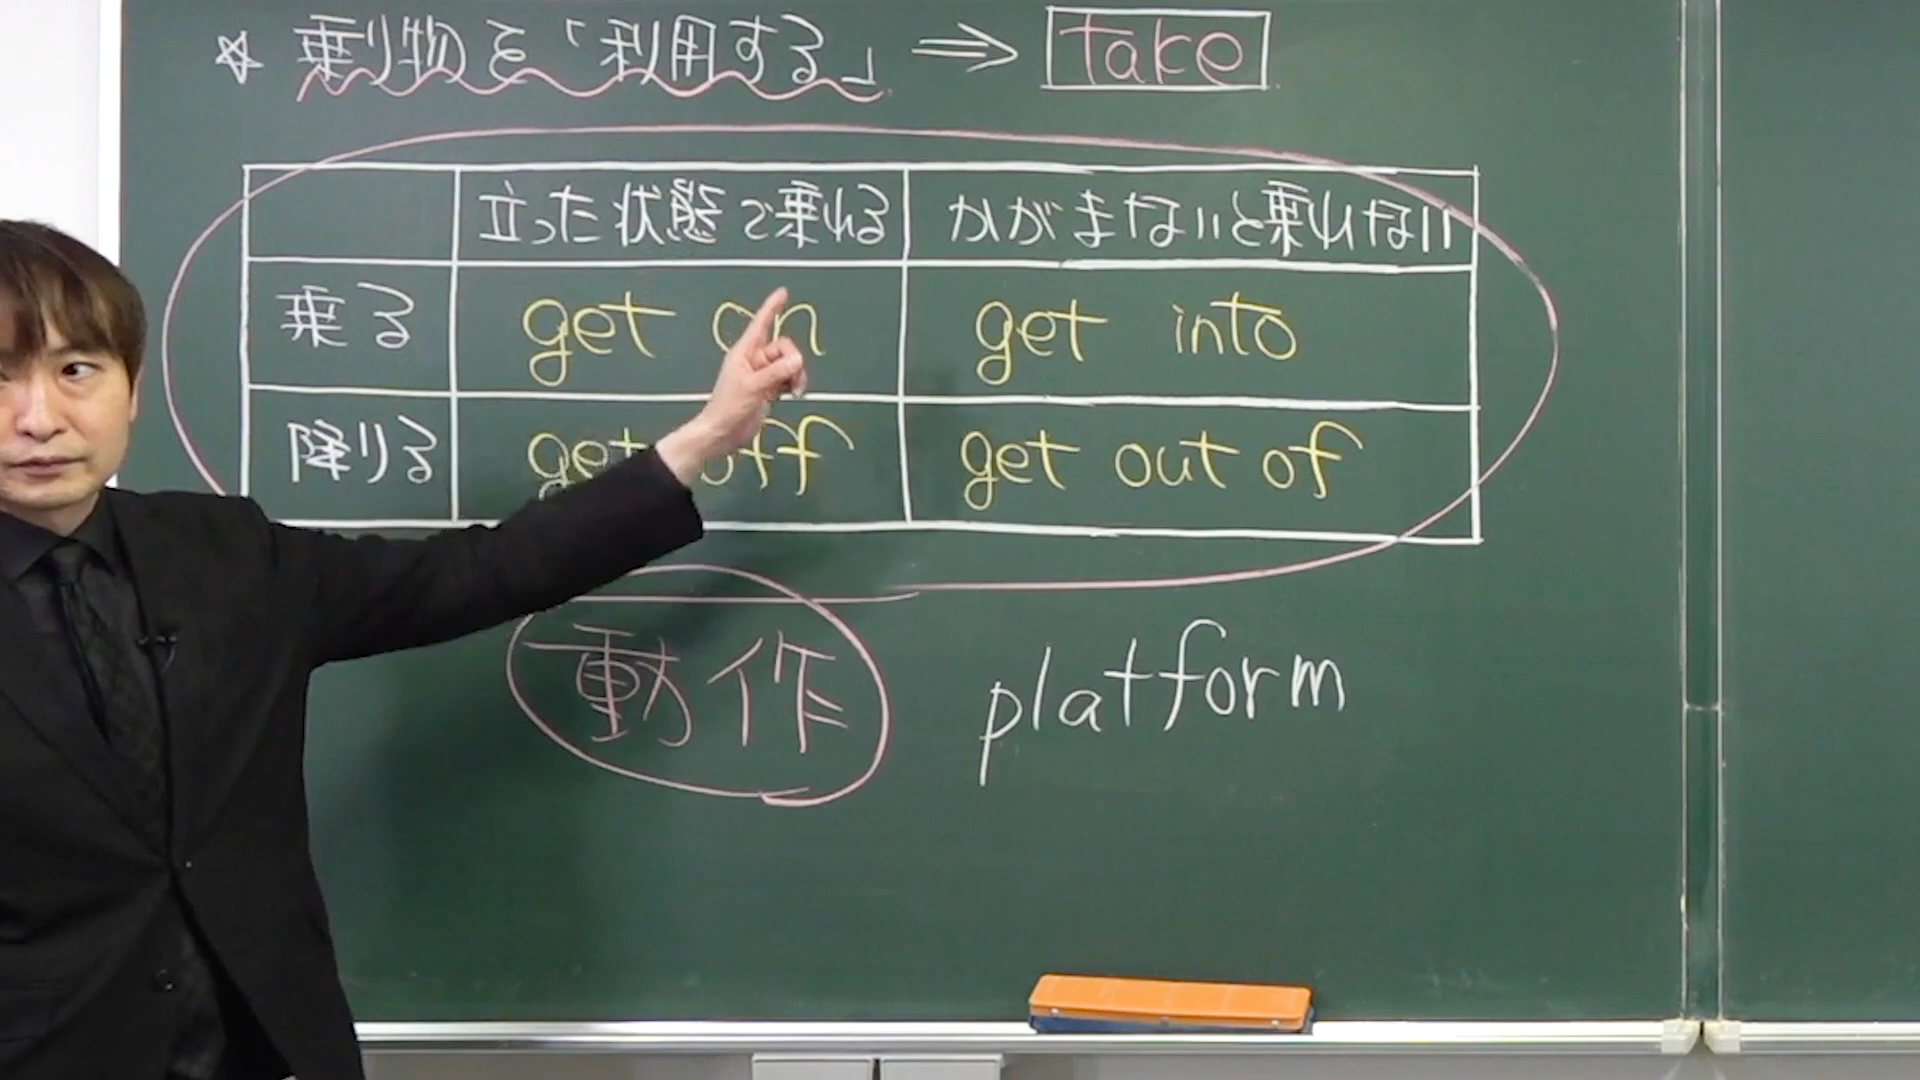 ☆ 乗り物を「利用する」 ⇒ take
立った状態で乗れる かがまないと乗れない
乗る get on get into
降りる get off get out of
動作 platform